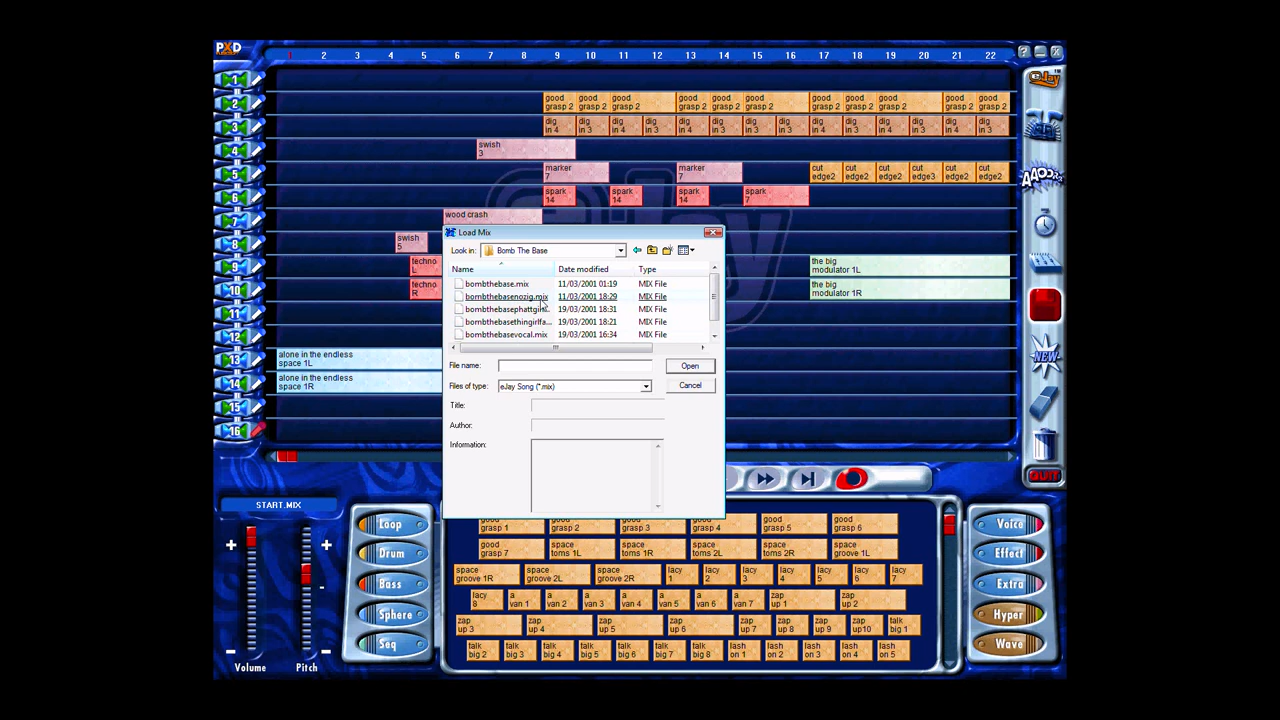 PXD
1 2 3 4 5 6 7 8 9 10 11 12 13 14 15 16 17 18 19 20 21 22
? _ X
eJay
1
2
good grasp 2 good grasp 2 good grasp 2 good grasp 2 good grasp 2 good grasp 2 good grasp 2 good grasp 2 good grasp 2 good grasp 2 good grasp 2
3
dig in 4 dig in 3 dig in 4 dig in 3 dig in 4 dig in 3 dig in 4 dig in 3 dig in 4 dig in 3 dig in 4 dig in 3 dig in 4 dig in 3
4
swish 3
5
marker 7 marker 7 cut edge2 cut edge2 cut edge2 cut edge3 cut edge2 cut edge2
6
spark 14 spark 14 spark 14 spark 7
7
wood crash
8
swish 5
9
techno L
the big modulator 1L
10
techno R
the big modulator 1R
11
12
13
alone in the endless space 1L
14
alone in the endless space 1R
15
16
NEW
QUIT
Load Mix
Look in: Bomb The Base
Name Date modified Type
bombthebase.mix 11/03/2001 01:19 MIX File
bombthebasenozig.mix 11/03/2001 18:29 MIX File
bombthebasephattgirl... 19/03/2001 18:31 MIX File
bombthebasethingirlfa... 19/03/2001 18:21 MIX File
bombthebasevocal.mix 19/03/2001 16:34 MIX File
File name: Open
Files of type: eJay Song (*.mix) Cancel
Title:
Author:
Information:
START.MIX
Volume
Pitch
Loop
Drum
Bass
Sphere
Seq
good grasp 1 good grasp 2 good grasp 3 good grasp 4 good grasp 5 good grasp 6
good grasp 7 space toms 1L space toms 1R space toms 2L space toms 2R space groove 1L
space groove 1R space groove 2L space groove 2R lacy 1 lacy 2 lacy 3 lacy 4 lacy 5 lacy 6 lacy 7
lacy 8 a van 1 a van 2 a van 3 a van 4 a van 5 a van 6 a van 7 zap up 1 zap up 2
zap up 3 zap up 4 zap up 5 zap up 6 zap up 7 zap up 8 zap up 9 zap up10 talk big 1
talk big 2 talk big 3 talk big 4 talk big 5 talk big 6 talk big 7 talk big 8 lash on 1 lash on 2 lash on 3 lash on 4 lash on 5
Voice
Effect
Extra
Hyper
Wave